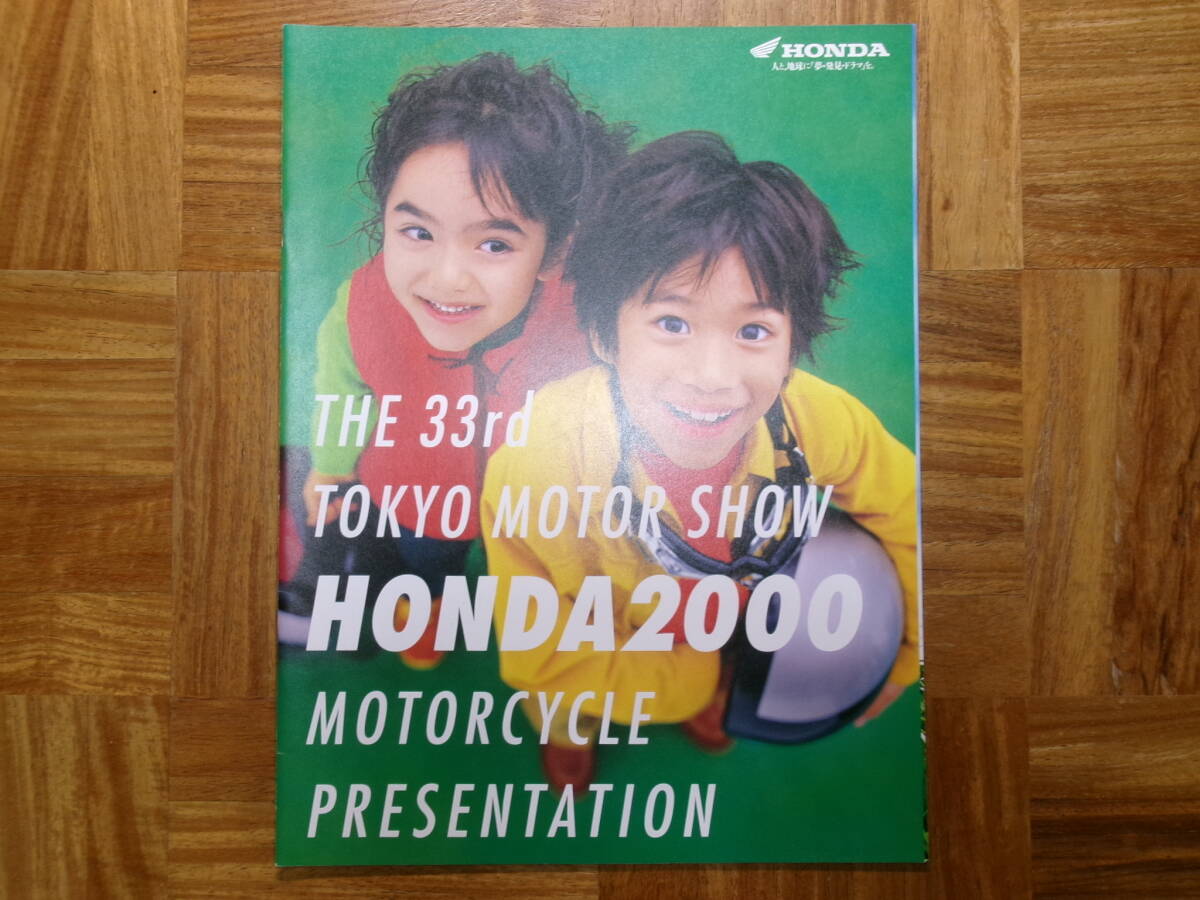 HONDA
人と、地球に「夢・発見・ドラマ」を。
THE 33rd
TOKYO MOTOR SHOW
HONDA2000
MOTORCYCLE
PRESENTATION